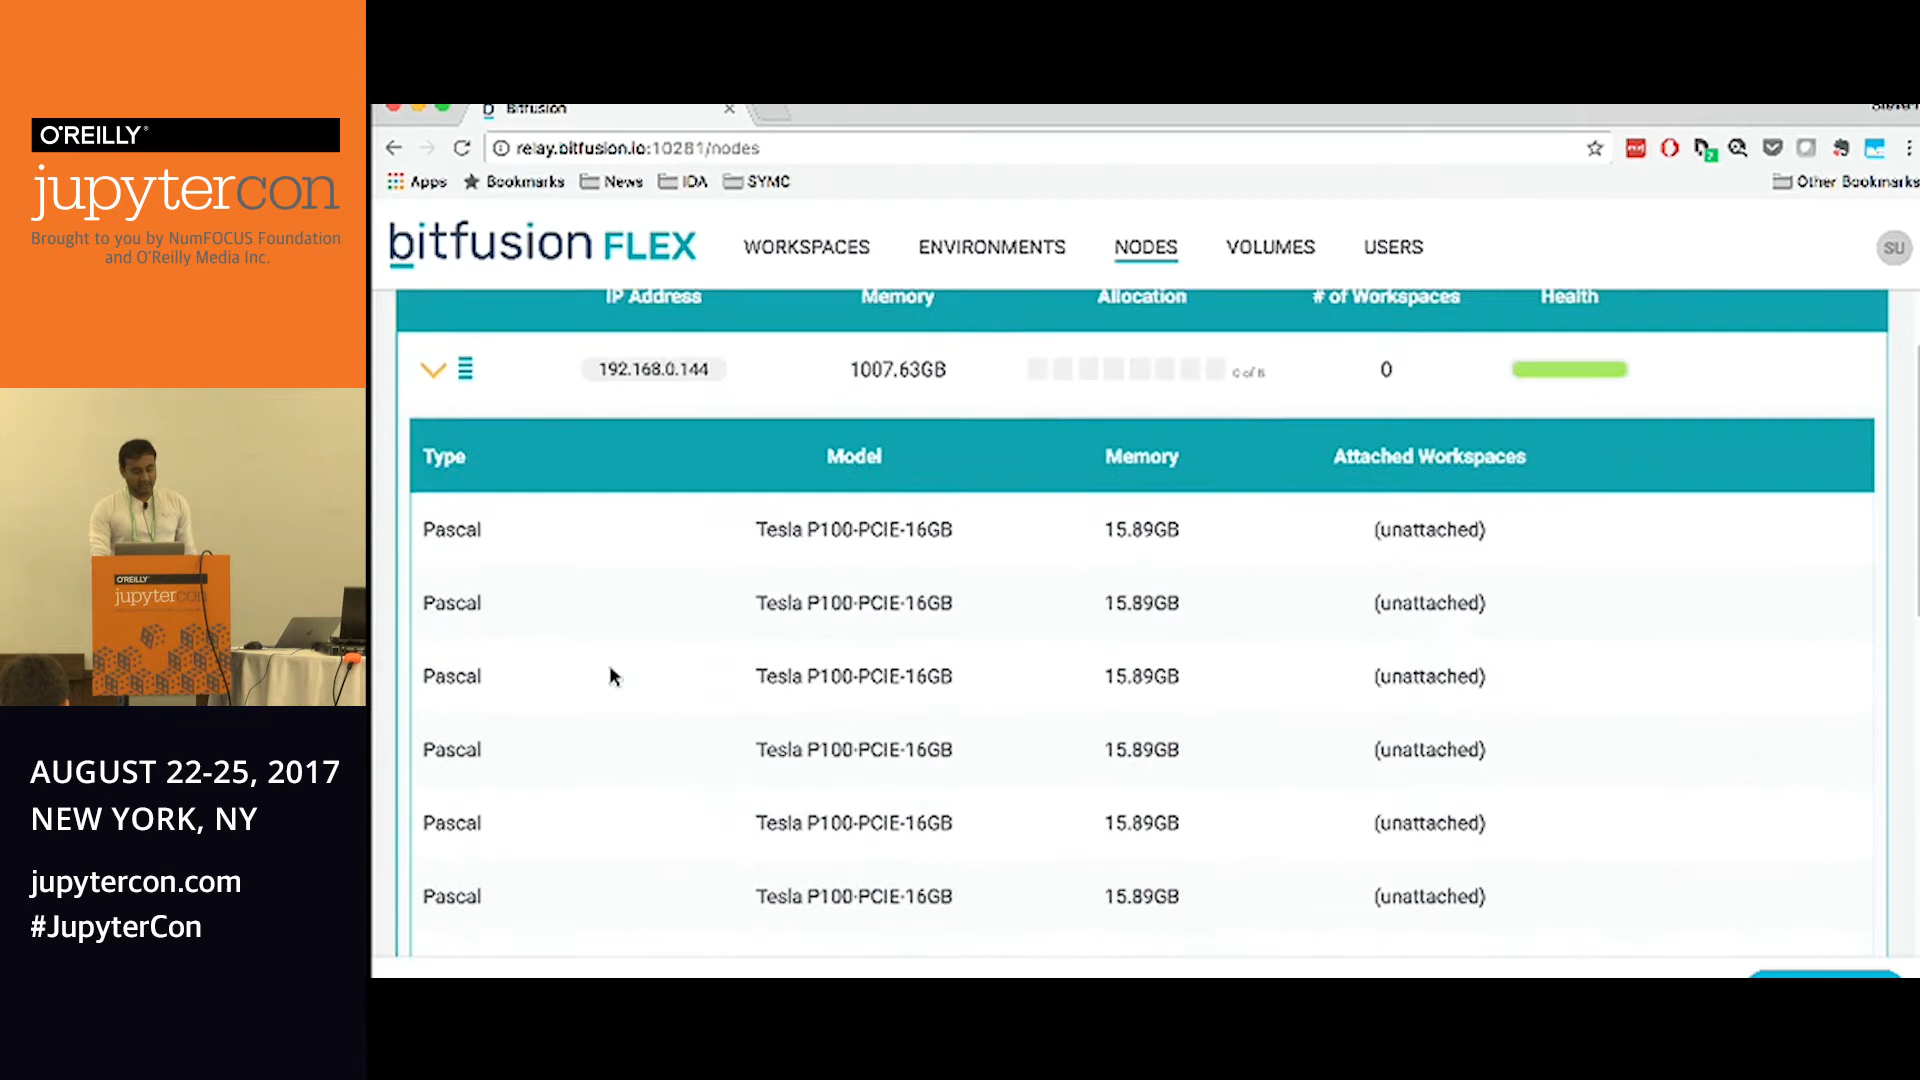 O'REILLY®
jupytercon
Brought to you by NumFOCUS Foundation
and O'Reilly Media Inc.
O'REILLY
jupytercon
AUGUST 22-25, 2017
NEW YORK, NY
jupytercon.com
#JupyterCon
Bitfusion
relay.bitfusion.io:10281/nodes
Apps Bookmarks News IDA SYMC Other Bookmarks
bitfusion FLEX WORKSPACES ENVIRONMENTS NODES VOLUMES USERS SU
IP Address Memory Allocation # of Workspaces Health
192.168.0.144 1007.63GB 0 of 8 0
Type Model Memory Attached Workspaces
Pascal Tesla P100-PCIE-16GB 15.89GB (unattached)
Pascal Tesla P100-PCIE-16GB 15.89GB (unattached)
Pascal Tesla P100-PCIE-16GB 15.89GB (unattached)
Pascal Tesla P100-PCIE-16GB 15.89GB (unattached)
Pascal Tesla P100-PCIE-16GB 15.89GB (unattached)
Pascal Tesla P100-PCIE-16GB 15.89GB (unattached)